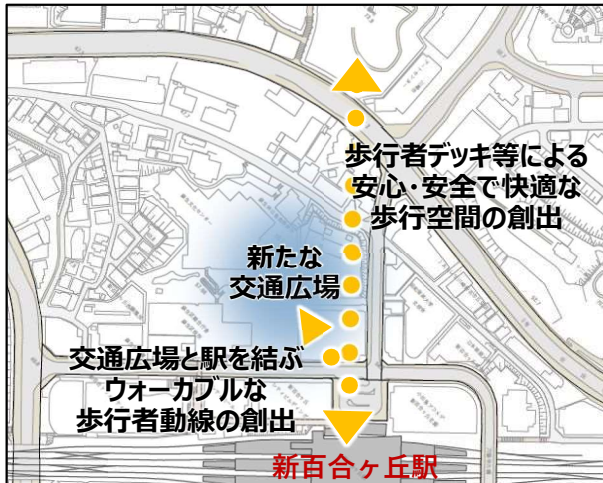 歩行者デッキ等による
安心・安全で快適な
歩行空間の創出
新たな
交通広場
交通広場と駅を結ぶ
ウォーカブルな
歩行者動線の創出
新百合ヶ丘駅